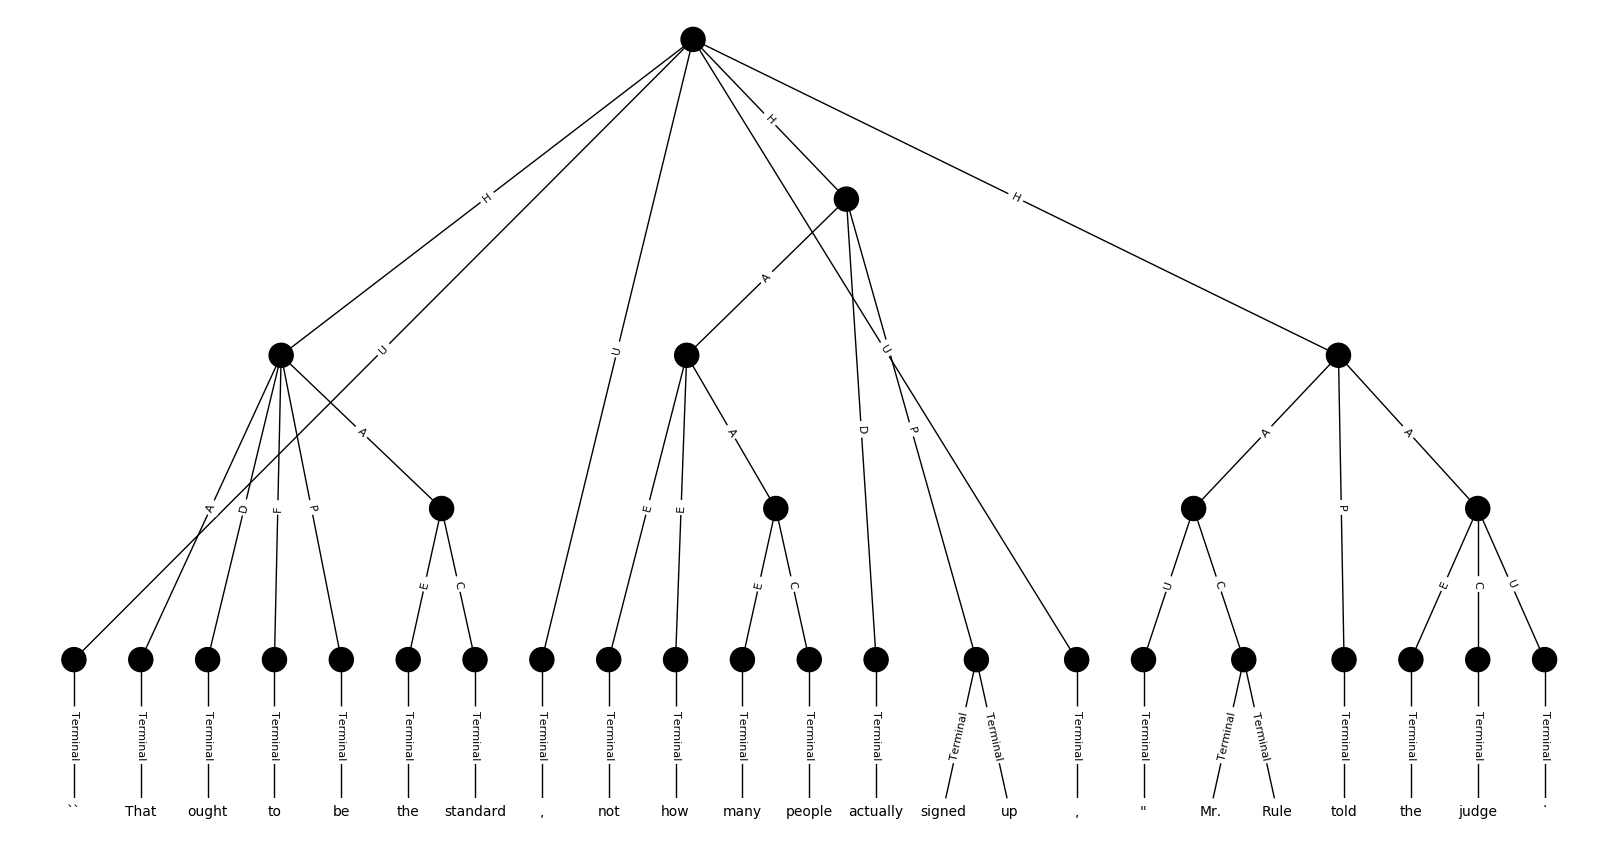 H
H
H
U
A
U
U
A
A
A
A
D
P
A
D
F
P
E
E
P
E
C
E
C
U
C
E
C
U
Terminal Terminal Terminal Terminal Terminal Terminal Terminal Terminal Terminal Terminal Terminal Terminal Terminal Terminal Terminal Terminal Terminal Terminal Terminal Terminal Terminal Terminal Terminal
`` That ought to be the standard , not how many people actually signed up , " Mr. Rule told the judge .